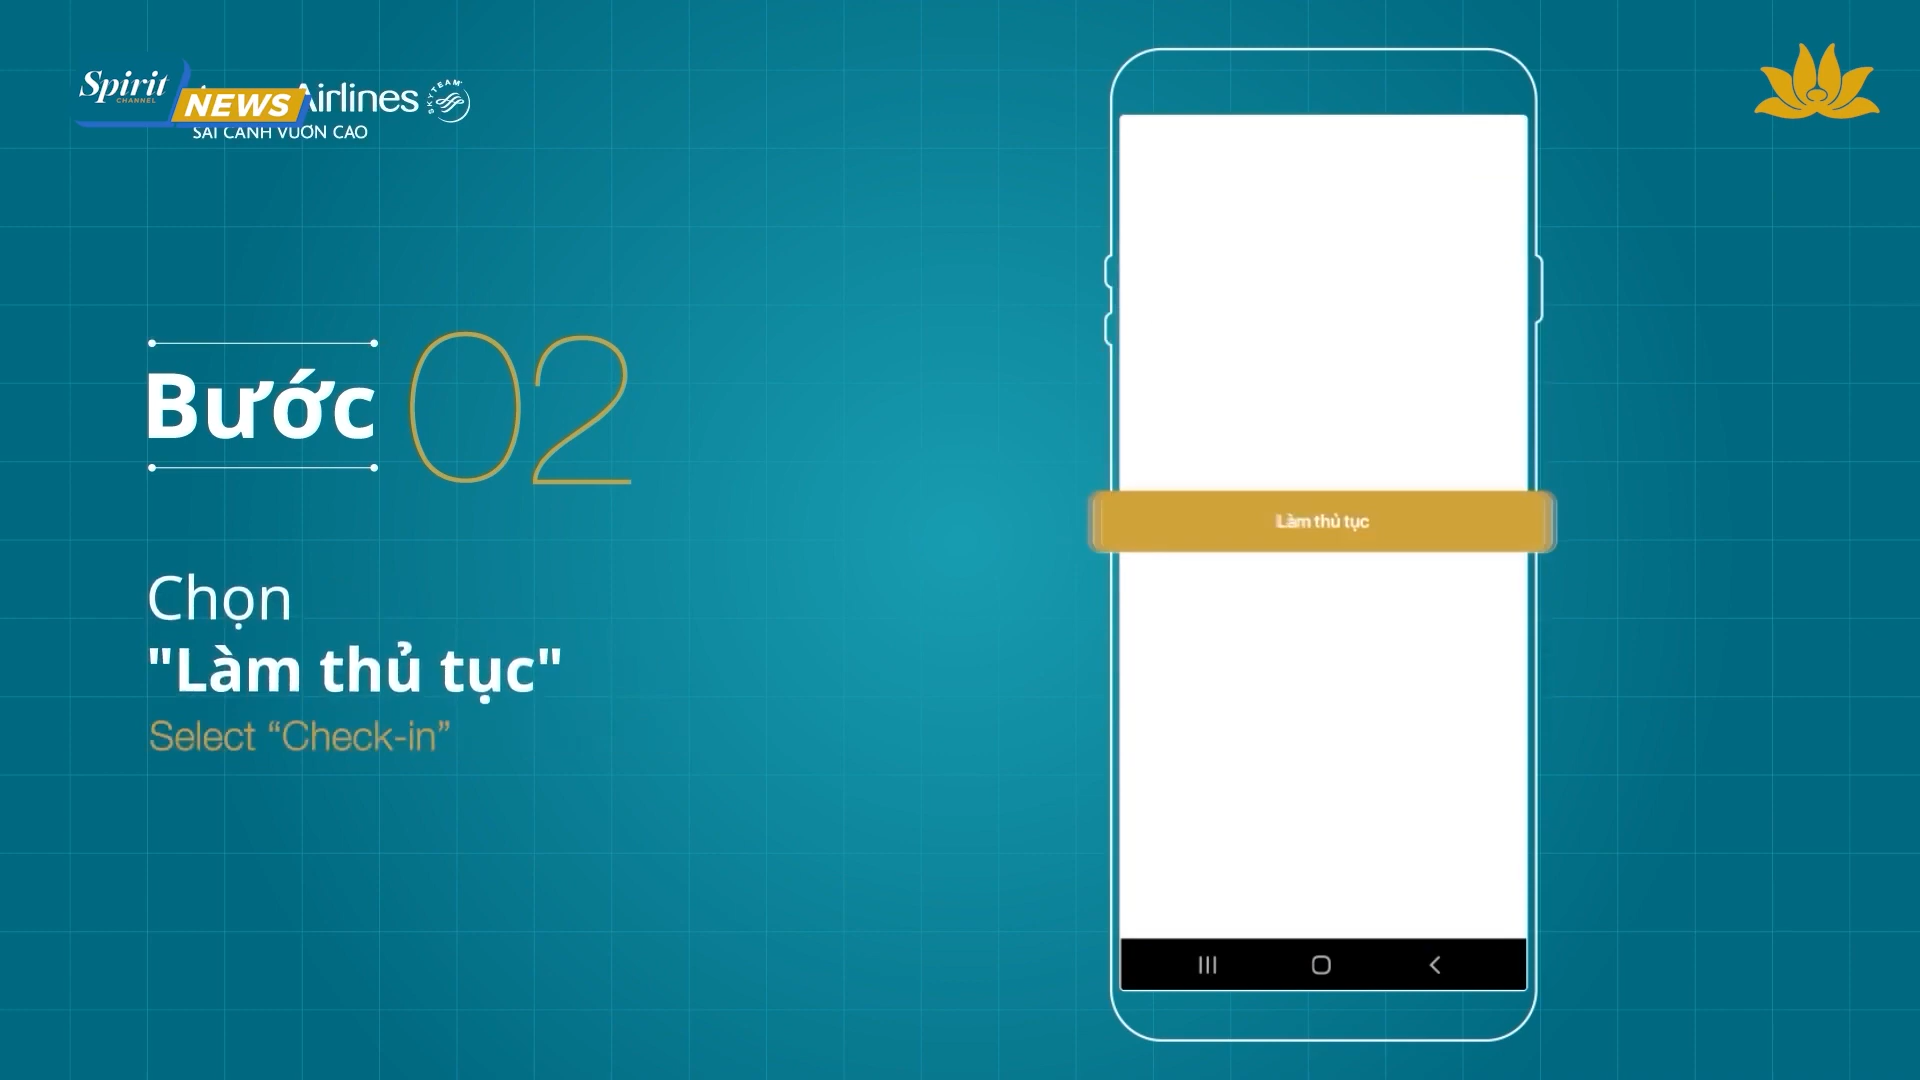 Spirit
CHANNEL
NEWS
Airlines
SKYTEAM
SẢI CÁNH VƯƠN CAO
Bước 02
Chọn
"Làm thủ tục"
Select “Check-in”
Làm thủ tục